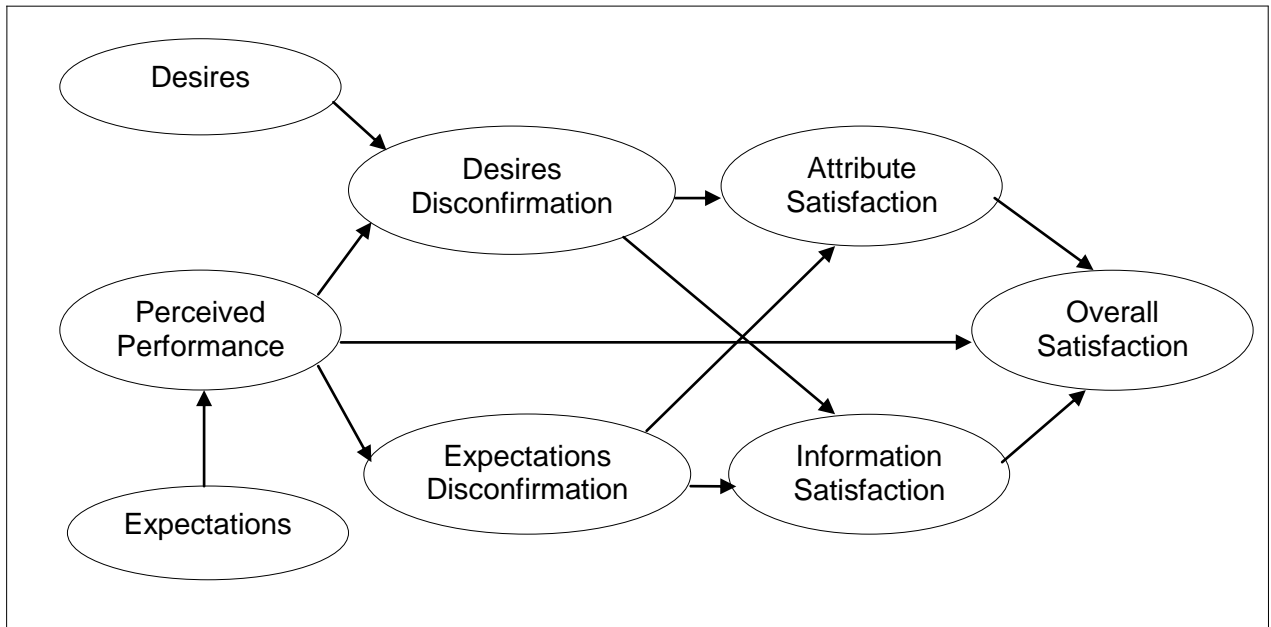 Desires
Desires
Disconfirmation
Attribute
Satisfaction
Perceived
Performance
Overall
Satisfaction
Expectations
Disconfirmation
Information
Satisfaction
Expectations